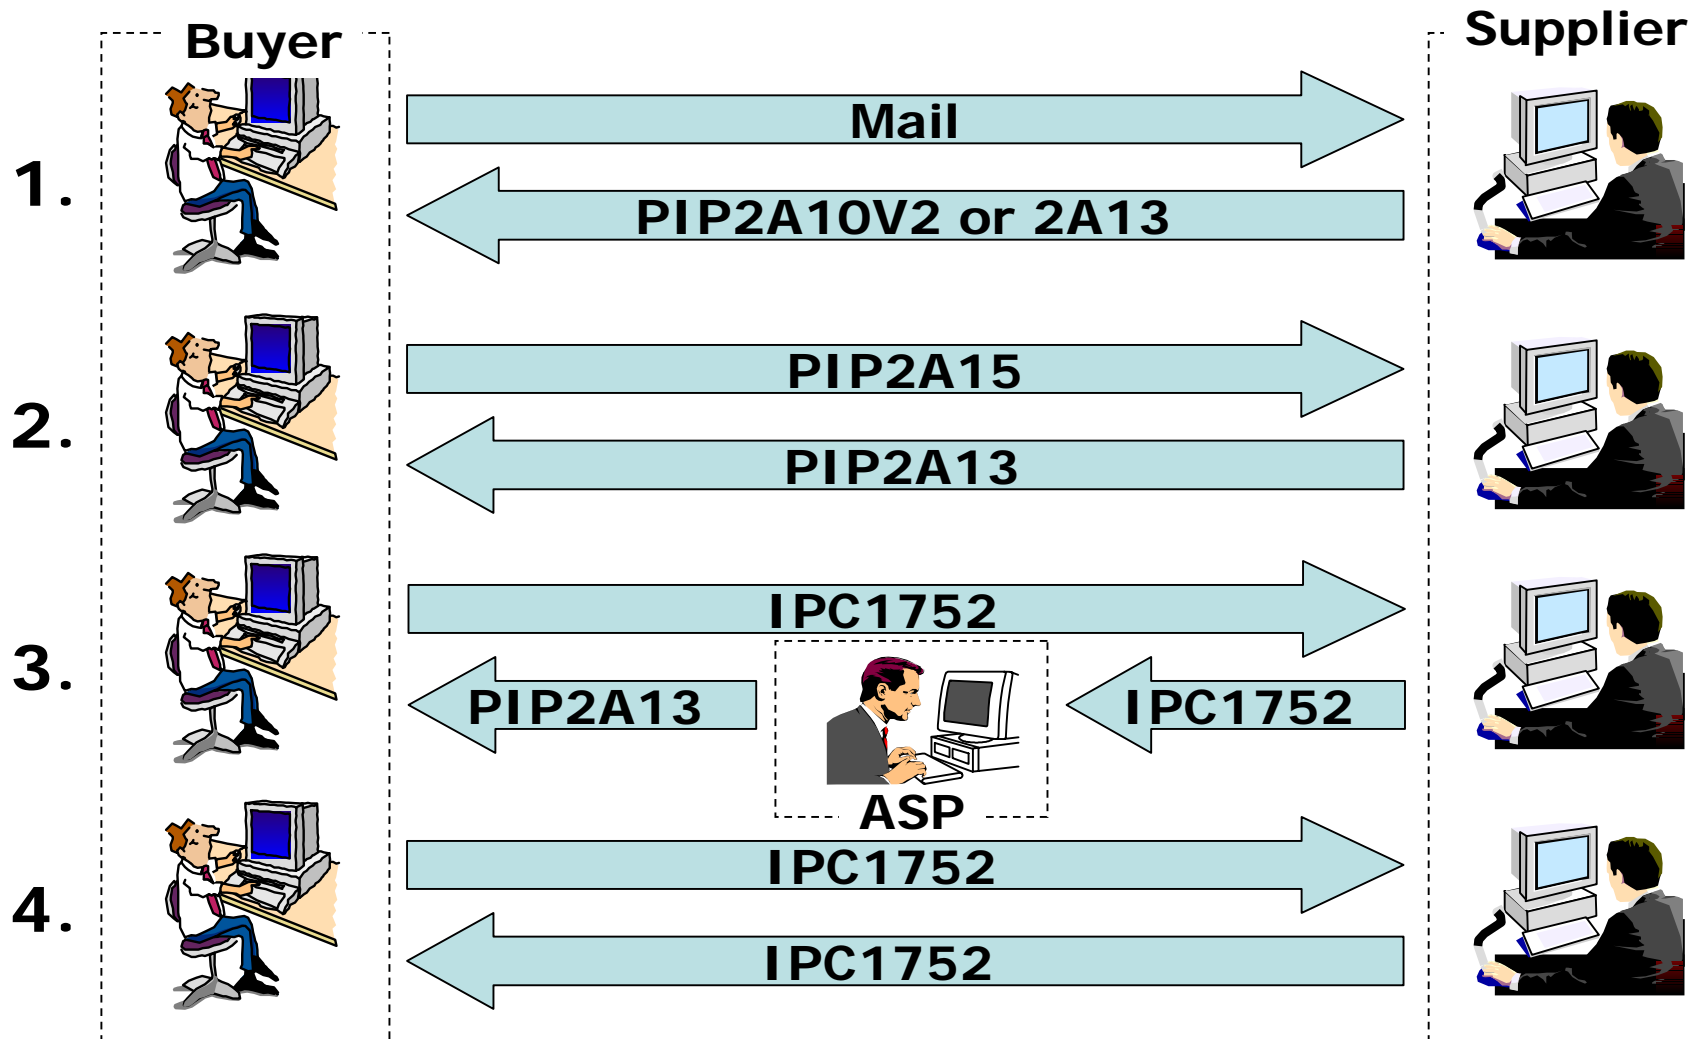 Buyer
Supplier
1.
Mail
PIP2A10V2 or 2A13
2.
PIP2A15
PIP2A13
3.
IPC1752
PIP2A13
IPC1752
ASP
4.
IPC1752
IPC1752